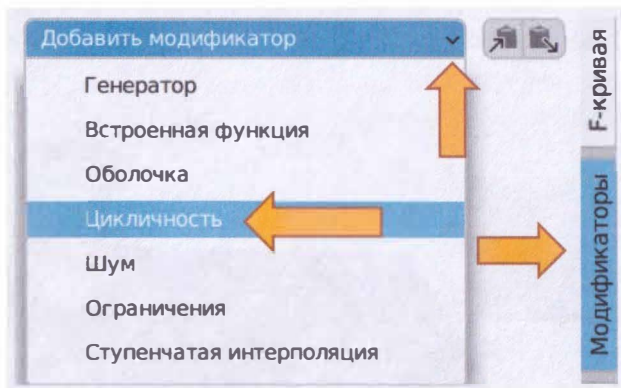 Добавить модификатор
Генератор
Встроенная функция
Оболочка
Цикличность
Шум
Ограничения
Ступенчатая интерполяция
F-кривая
Модификаторы